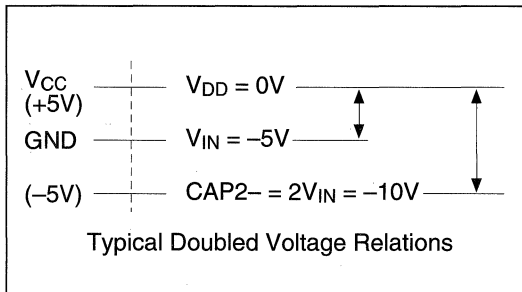 VCC VDD = 0V
(+5V)
GND VIN = –5V
(–5V) CAP2– = 2VIN = –10V
Typical Doubled Voltage Relations